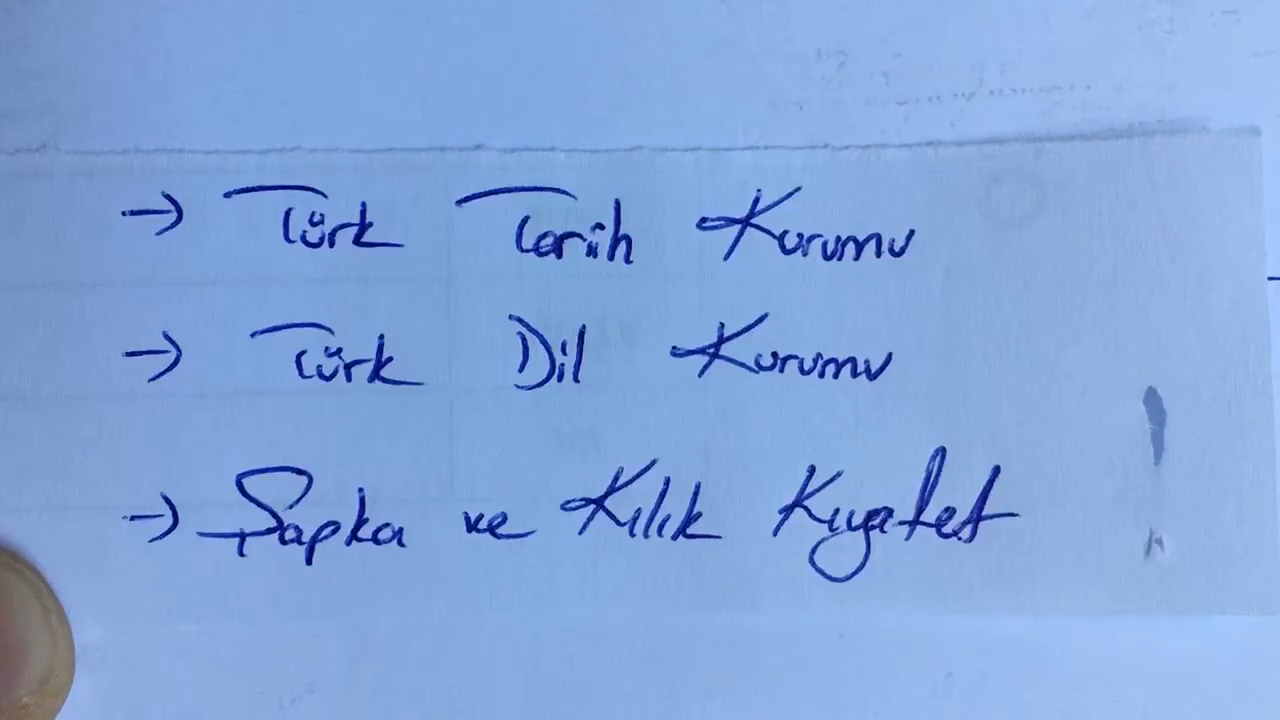 → Türk Tarih Kurumu
→ Türk Dil Kurumu
→ Şapka ve Kılık Kıyafet